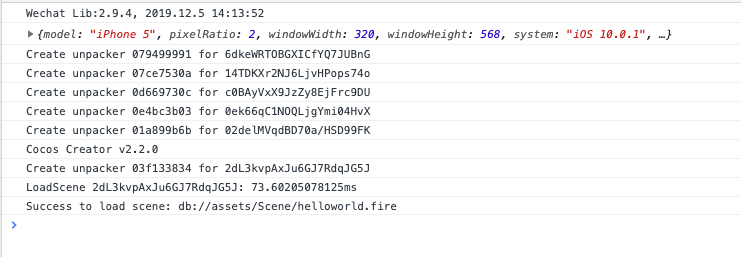 Wechat Lib:2.9.4, 2019.12.5 14:13:52
{model: "iPhone 5", pixelRatio: 2, windowWidth: 320, windowHeight: 568, system: "iOS 10.0.1", …}
Create unpacker 079499991 for 6dkeWRTOBGXICfYQ7JUBnG
Create unpacker 07ce7530a for 14TDKXr2NJ6LjvHPops74o
Create unpacker 0d669730c for c0BAyVxX9JzZy8EjFrc9DU
Create unpacker 0e4bc3b03 for 0ek66qC1NOQLjgYmi04HvX
Create unpacker 01a899b6b for 02delMVqdBD70a/HSD99FK
Cocos Creator v2.2.0
Create unpacker 03f133834 for 2dL3kvpAxJu6GJ7RdqJG5J
LoadScene 2dL3kvpAxJu6GJ7RdqJG5J: 73.60205078125ms
Success to load scene: db://assets/Scene/helloworld.fire